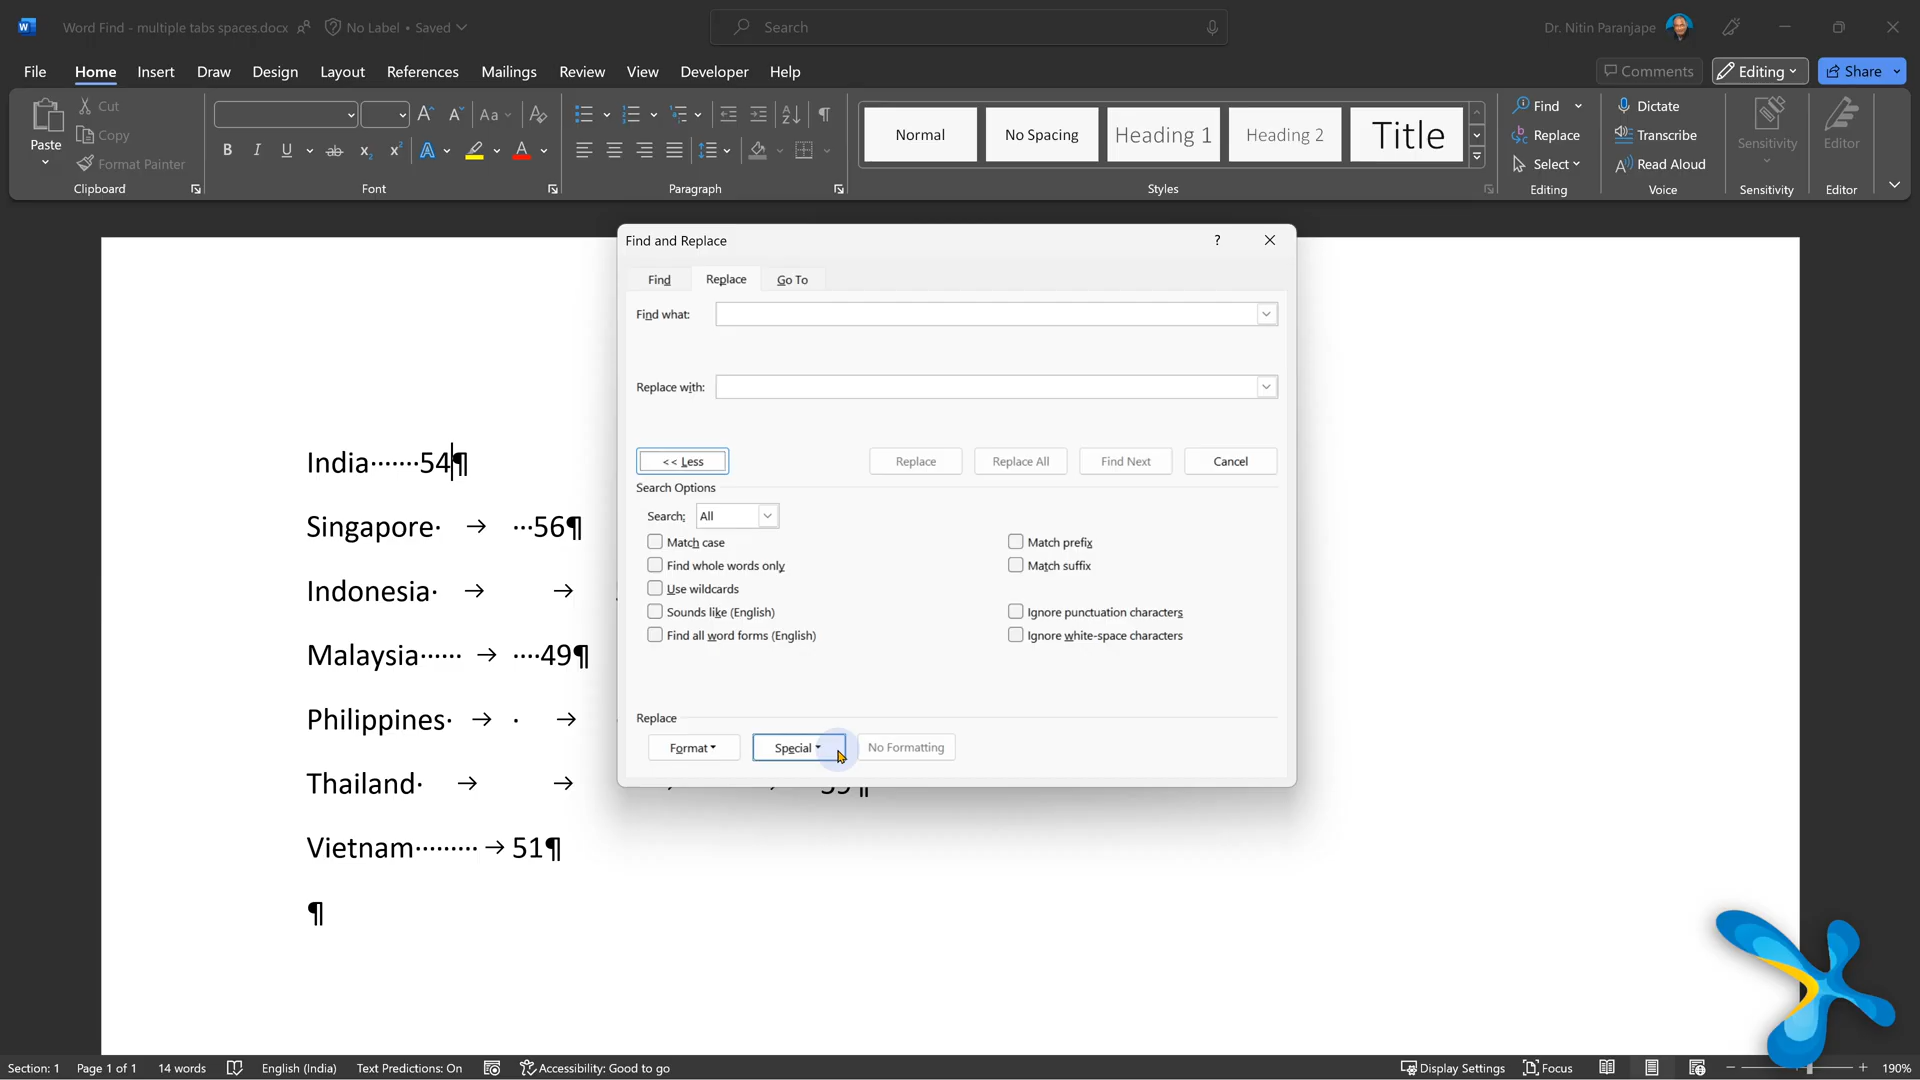 Word Find - multiple tabs spaces.docx No Label • Saved Search Dr. Nitin Paranjape
File Home Insert Draw Design Layout References Mailings Review View Developer Help Comments Editing Share
Paste Cut Copy Format Painter
Clipboard Font Paragraph Styles Editing Voice Sensitivity Editor
Normal No Spacing Heading 1 Heading 2 Title
Find Replace Select
Dictate Transcribe Read Aloud
Sensitivity Editor
Find and Replace ?
Find Replace Go To
Find what:
Replace with:
<< Less Replace Replace All Find Next Cancel
Search Options
Search: All
Match case Match prefix
Find whole words only Match suffix
Use wildcards
Sounds like (English) Ignore punctuation characters
Find all word forms (English) Ignore white-space characters
Replace
Format Special No Formatting
India·······54¶
Singapore· → ···56¶
Indonesia· → →
Malaysia······ → ····49¶
Philippines· → · →
Thailand· → →
Vietnam········· → 51¶
¶
Section: 1 Page 1 of 1 14 words English (India) Text Predictions: On Accessibility: Good to go Display Settings Focus 190%